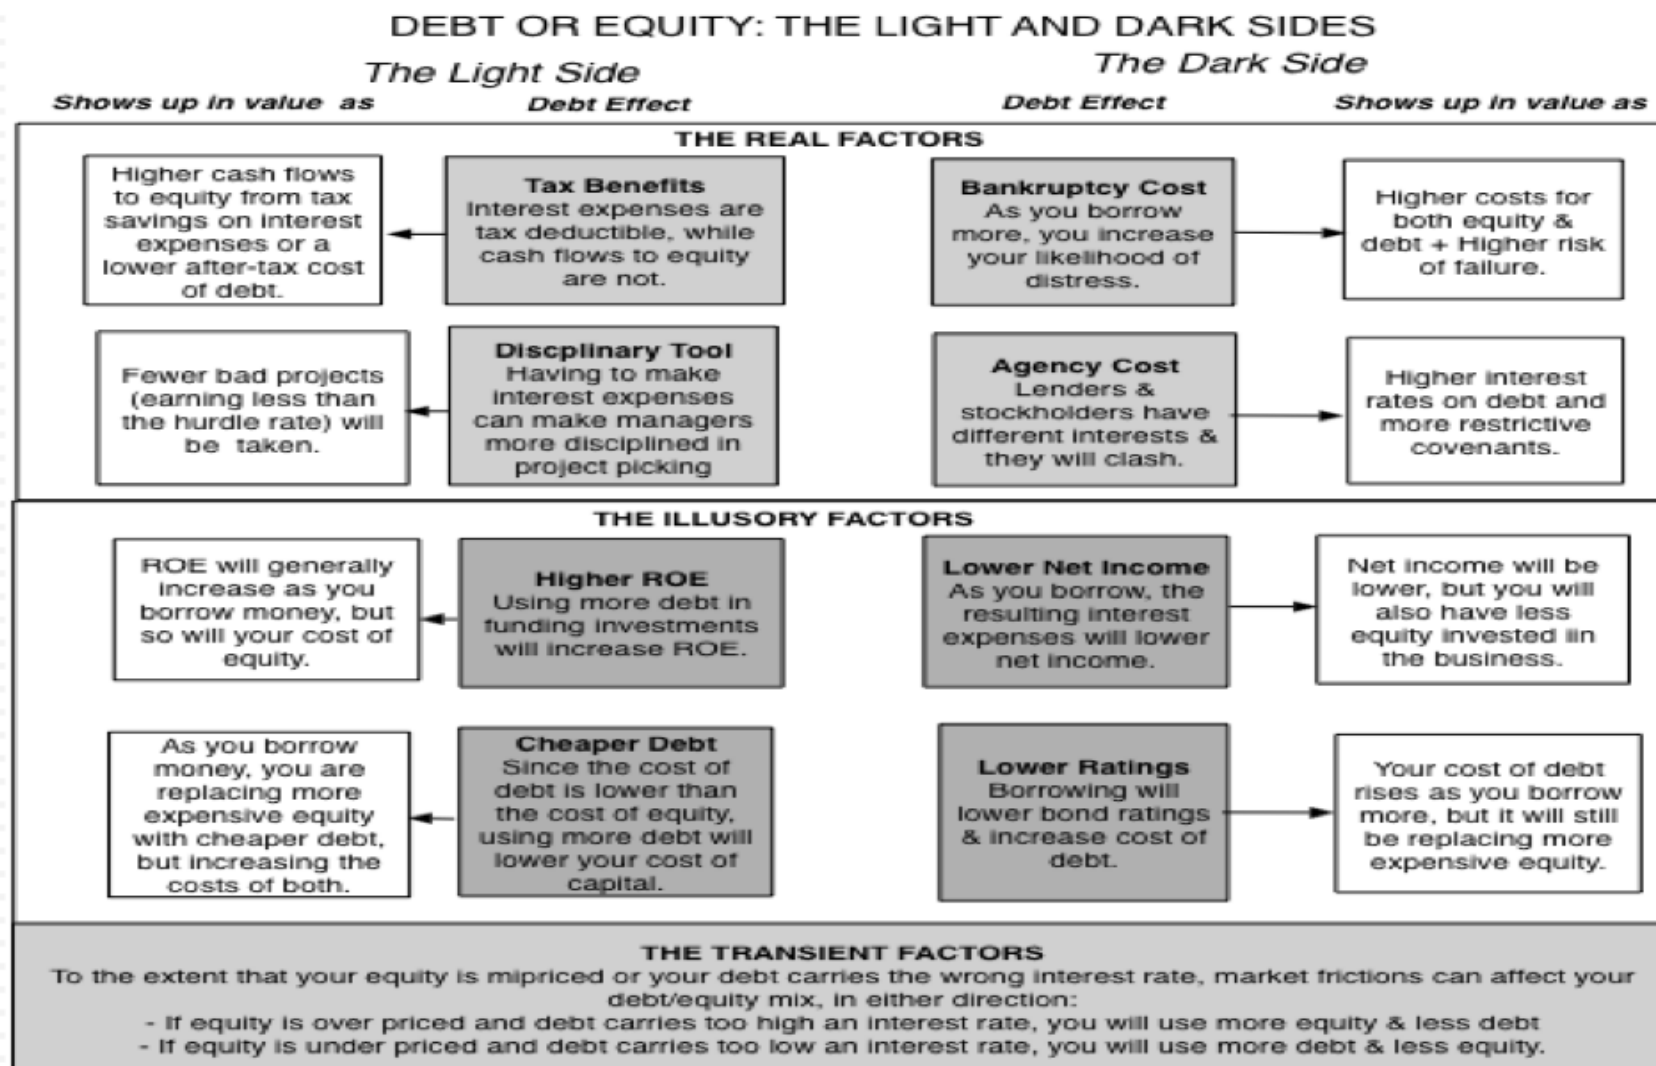 DEBT OR EQUITY: THE LIGHT AND DARK SIDES
The Light Side
The Dark Side
Shows up in value as
Debt Effect
Debt Effect
Shows up in value as
THE REAL FACTORS
Higher cash flows
to equity from tax
savings on interest
expenses or a
lower after-tax cost
of debt.
Tax Benefits
Interest expenses are
tax deductible, while
cash flows to equity
are not.
Bankruptcy Cost
As you borrow
more, you increase
your likelihood of
distress.
Higher costs for
both equity &
debt + Higher risk
of failure.
Fewer bad projects
(earning less than
the hurdle rate) will
be taken.
Discplinary Tool
Having to make
interest expenses
can make managers
more disciplined in
project picking
Agency Cost
Lenders &
stockholders have
different interests &
they will clash.
Higher interest
rates on debt and
more restrictive
covenants.
THE ILLUSORY FACTORS
ROE will generally
increase as you
borrow money, but
so will your cost of
equity.
Higher ROE
Using more debt in
funding investments
will increase ROE.
Lower Net Income
As you borrow, the
resulting interest
expenses will lower
net income.
Net income will be
lower, but you will
also have less
equity invested iin
the business.
As you borrow
money, you are
replacing more
expensive equity
with cheaper debt,
but increasing the
costs of both.
Cheaper Debt
Since the cost of
debt is lower than
the cost of equity,
using more debt will
lower your cost of
capital.
Lower Ratings
Borrowing will
lower bond ratings
& increase cost of
debt.
Your cost of debt
rises as you borrow
more, but it will still
be replacing more
expensive equity.
THE TRANSIENT FACTORS
To the extent that your equity is mipriced or your debt carries the wrong interest rate, market frictions can affect your
debt/equity mix, in either direction:
- If equity is over priced and debt carries too high an interest rate, you will use more equity & less debt
- If equity is under priced and debt carries too low an interest rate, you will use more debt & less equity.